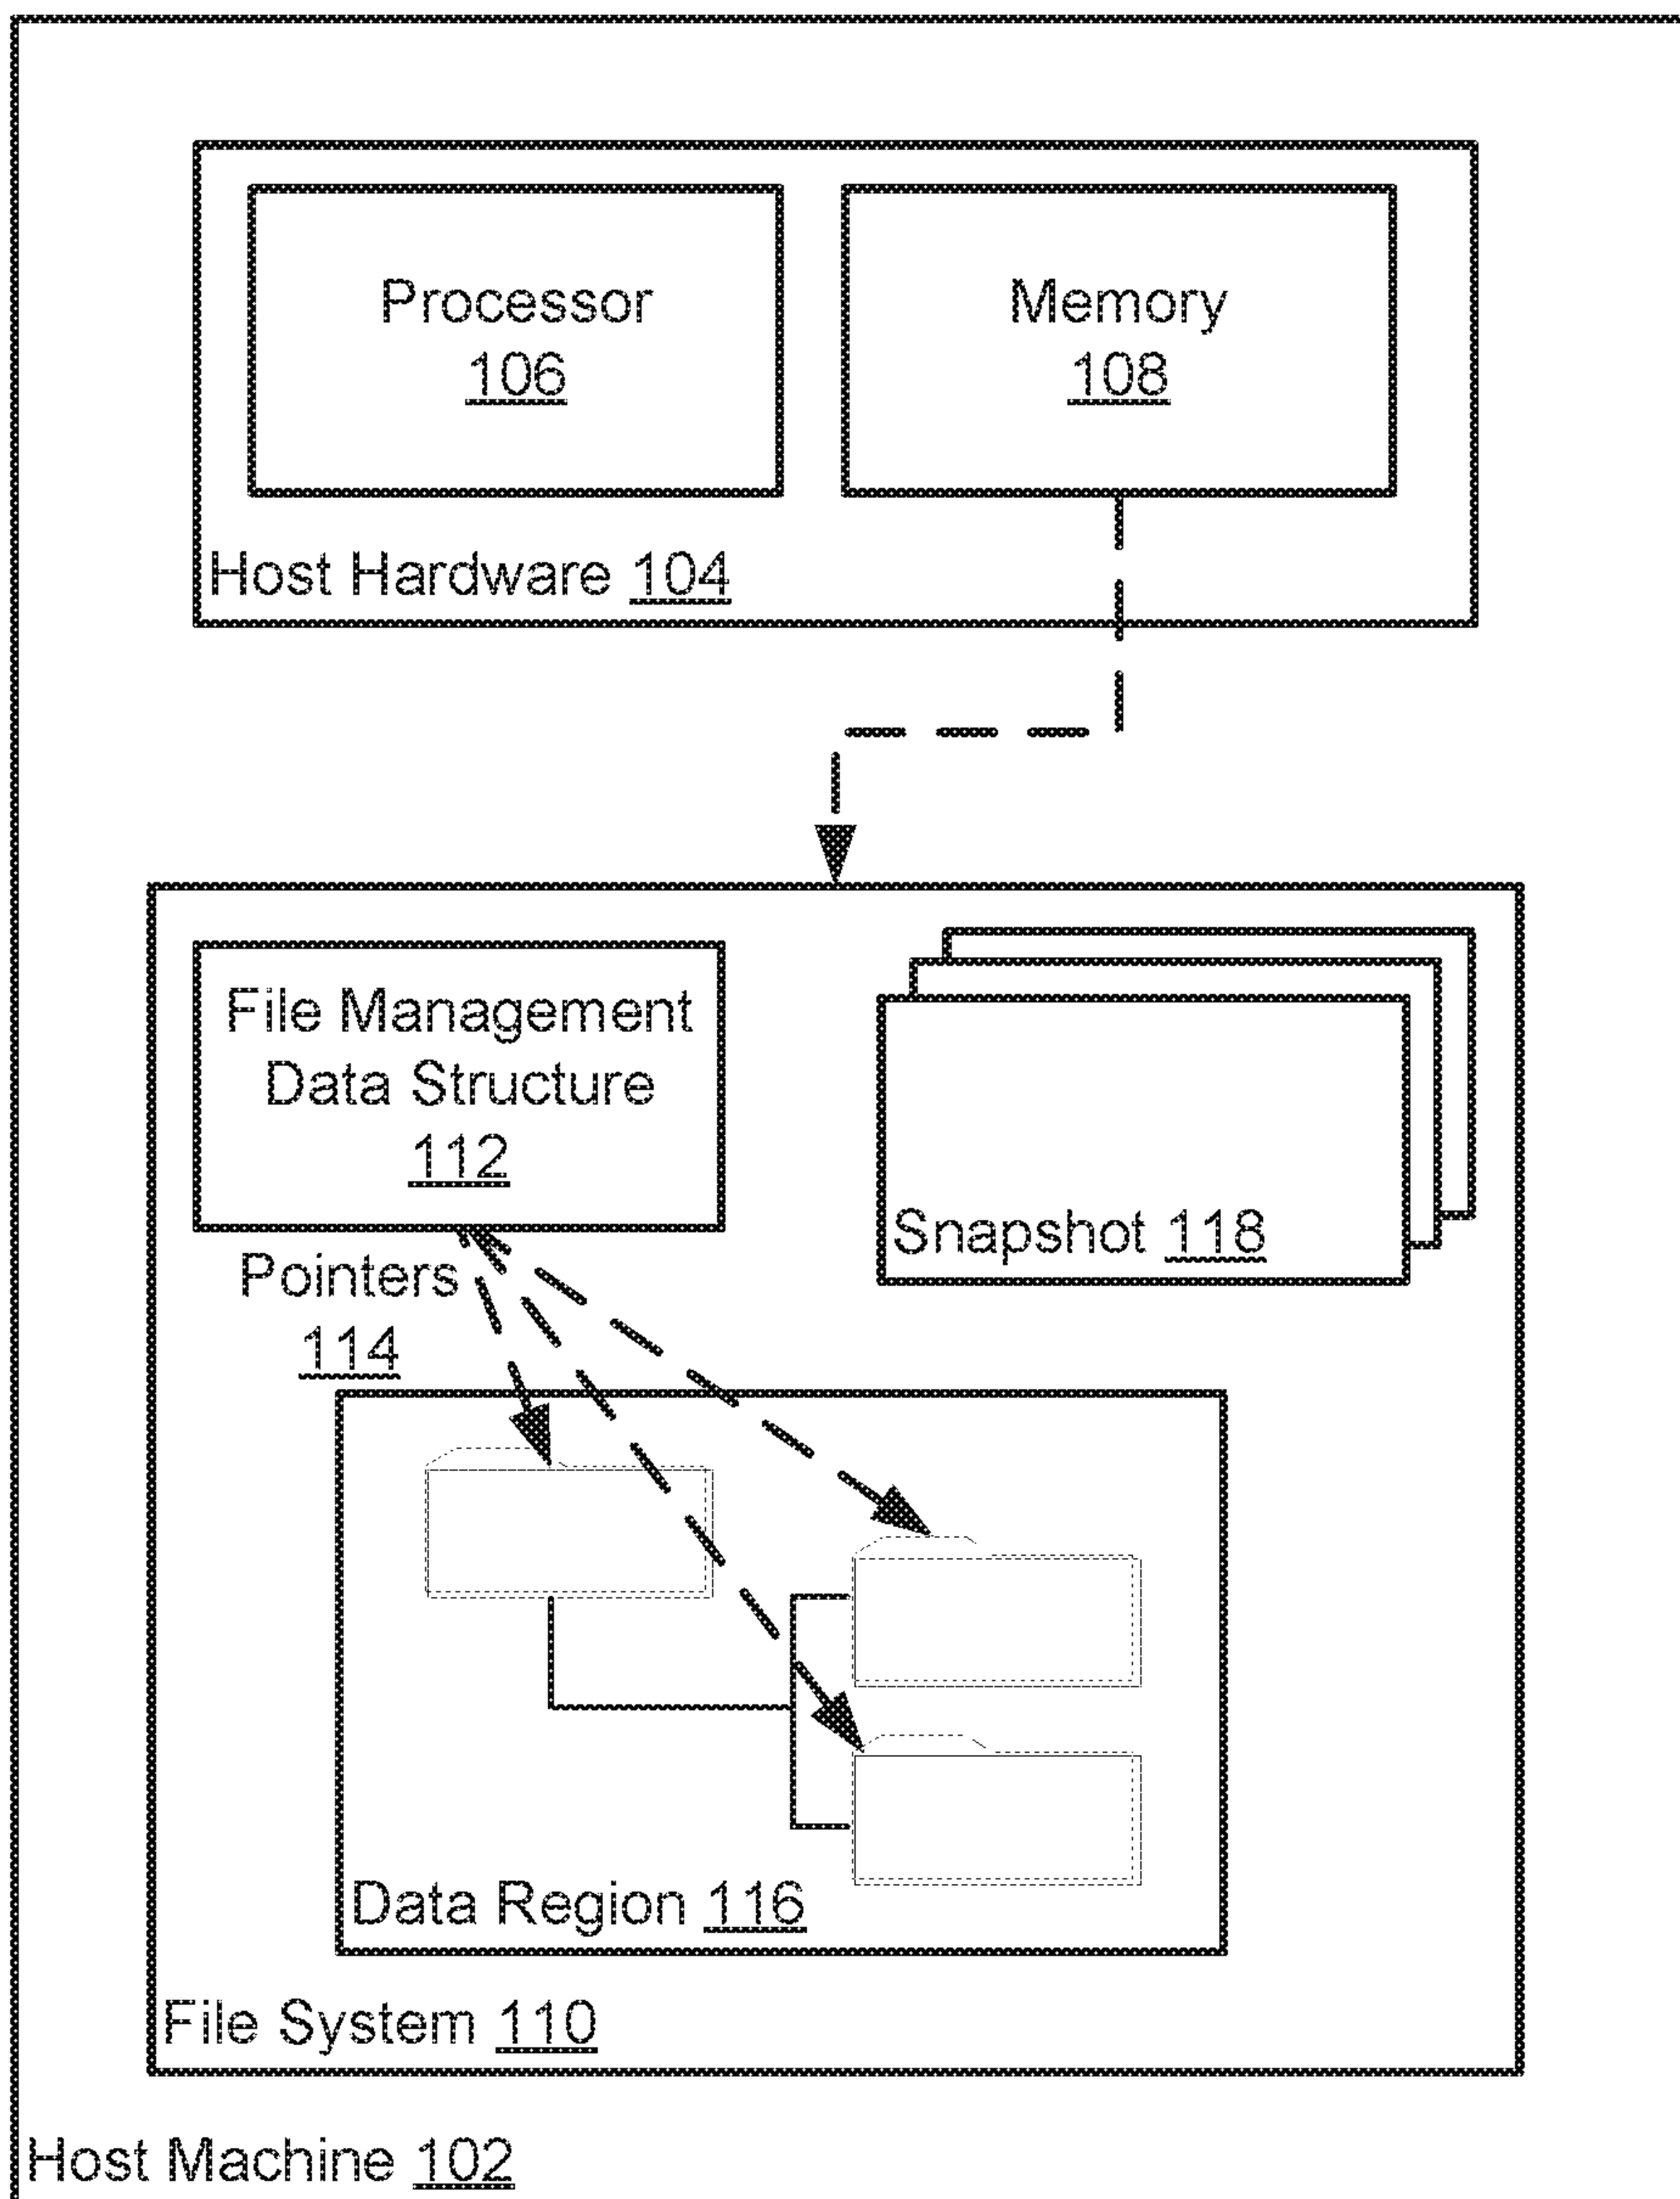 Processor
106
Memory
108
Host Hardware 104
File Management
Data Structure
112
Snapshot 118
Pointers
114
Data Region 116
File System 110
Host Machine 102